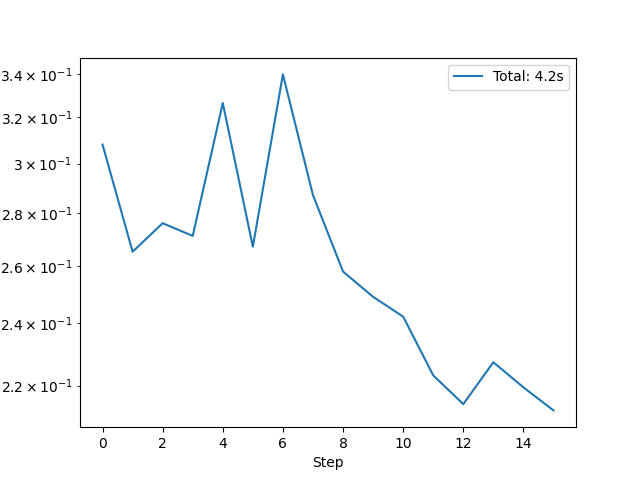 Total: 4.2s
3.4 × 10⁻¹
3.2 × 10⁻¹
3 × 10⁻¹
2.8 × 10⁻¹
2.6 × 10⁻¹
2.4 × 10⁻¹
2.2 × 10⁻¹
0 2 4 6 8 10 12 14
Step